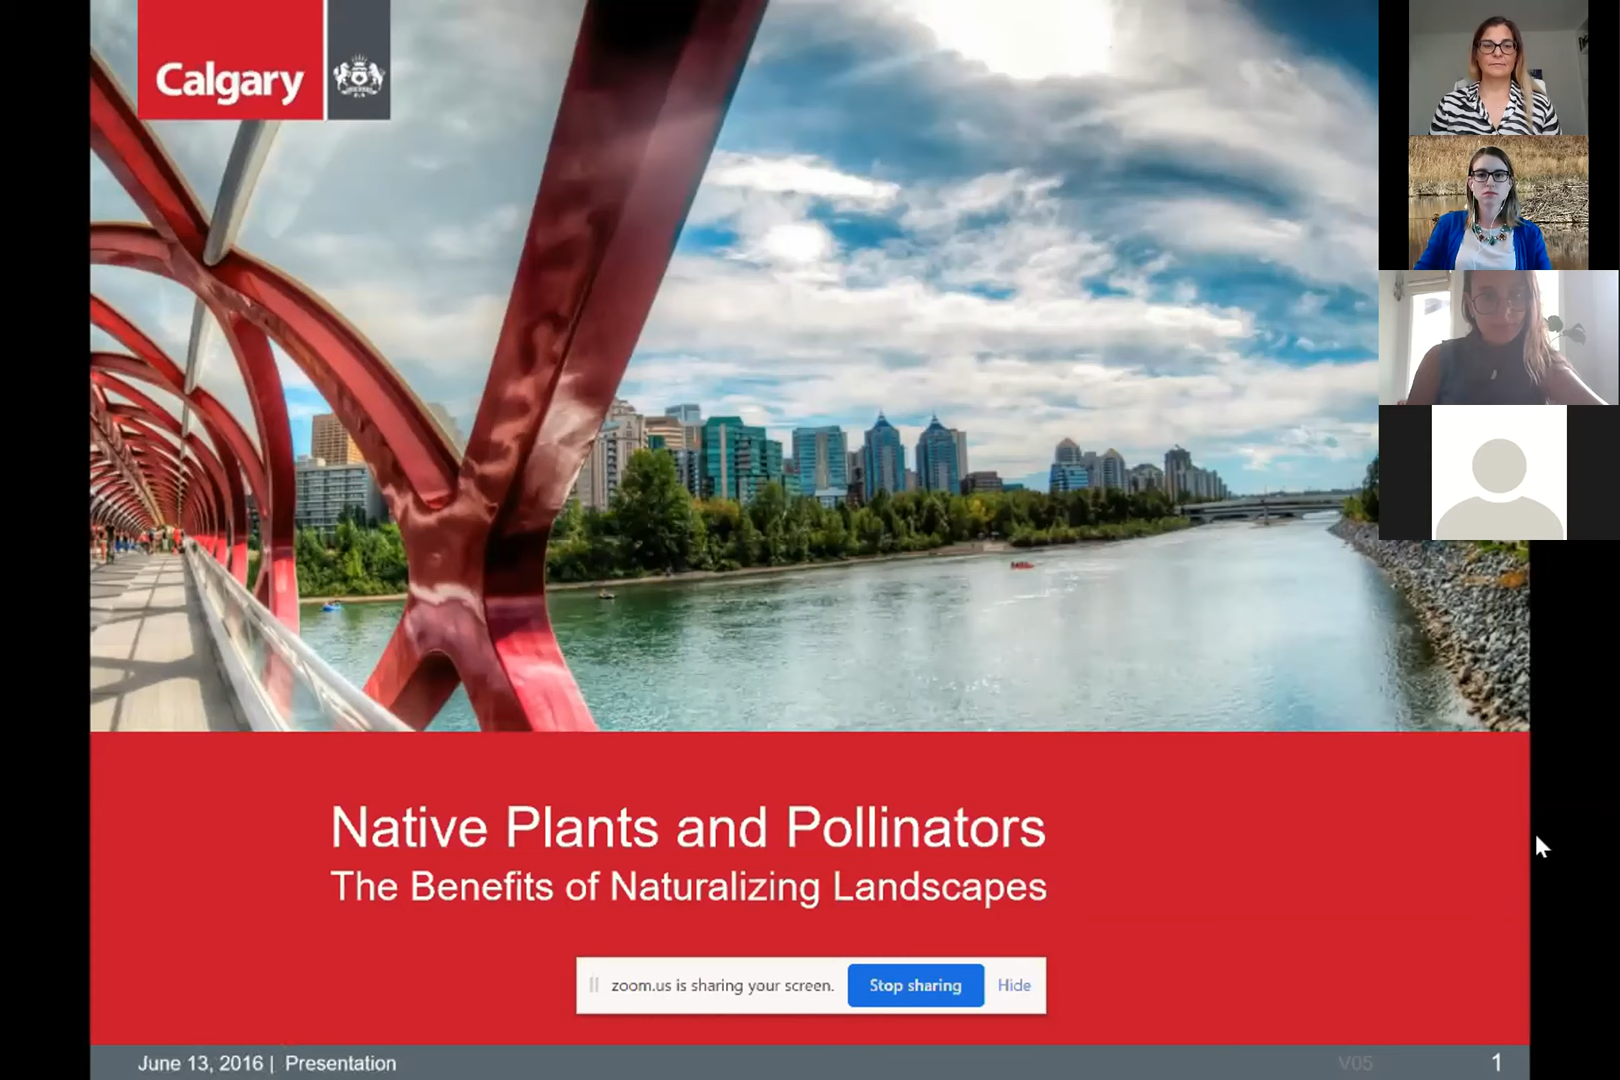 Calgary
Native Plants and Pollinators
The Benefits of Naturalizing Landscapes
zoom.us is sharing your screen. Stop sharing Hide
June 13, 2016 | Presentation V05 1